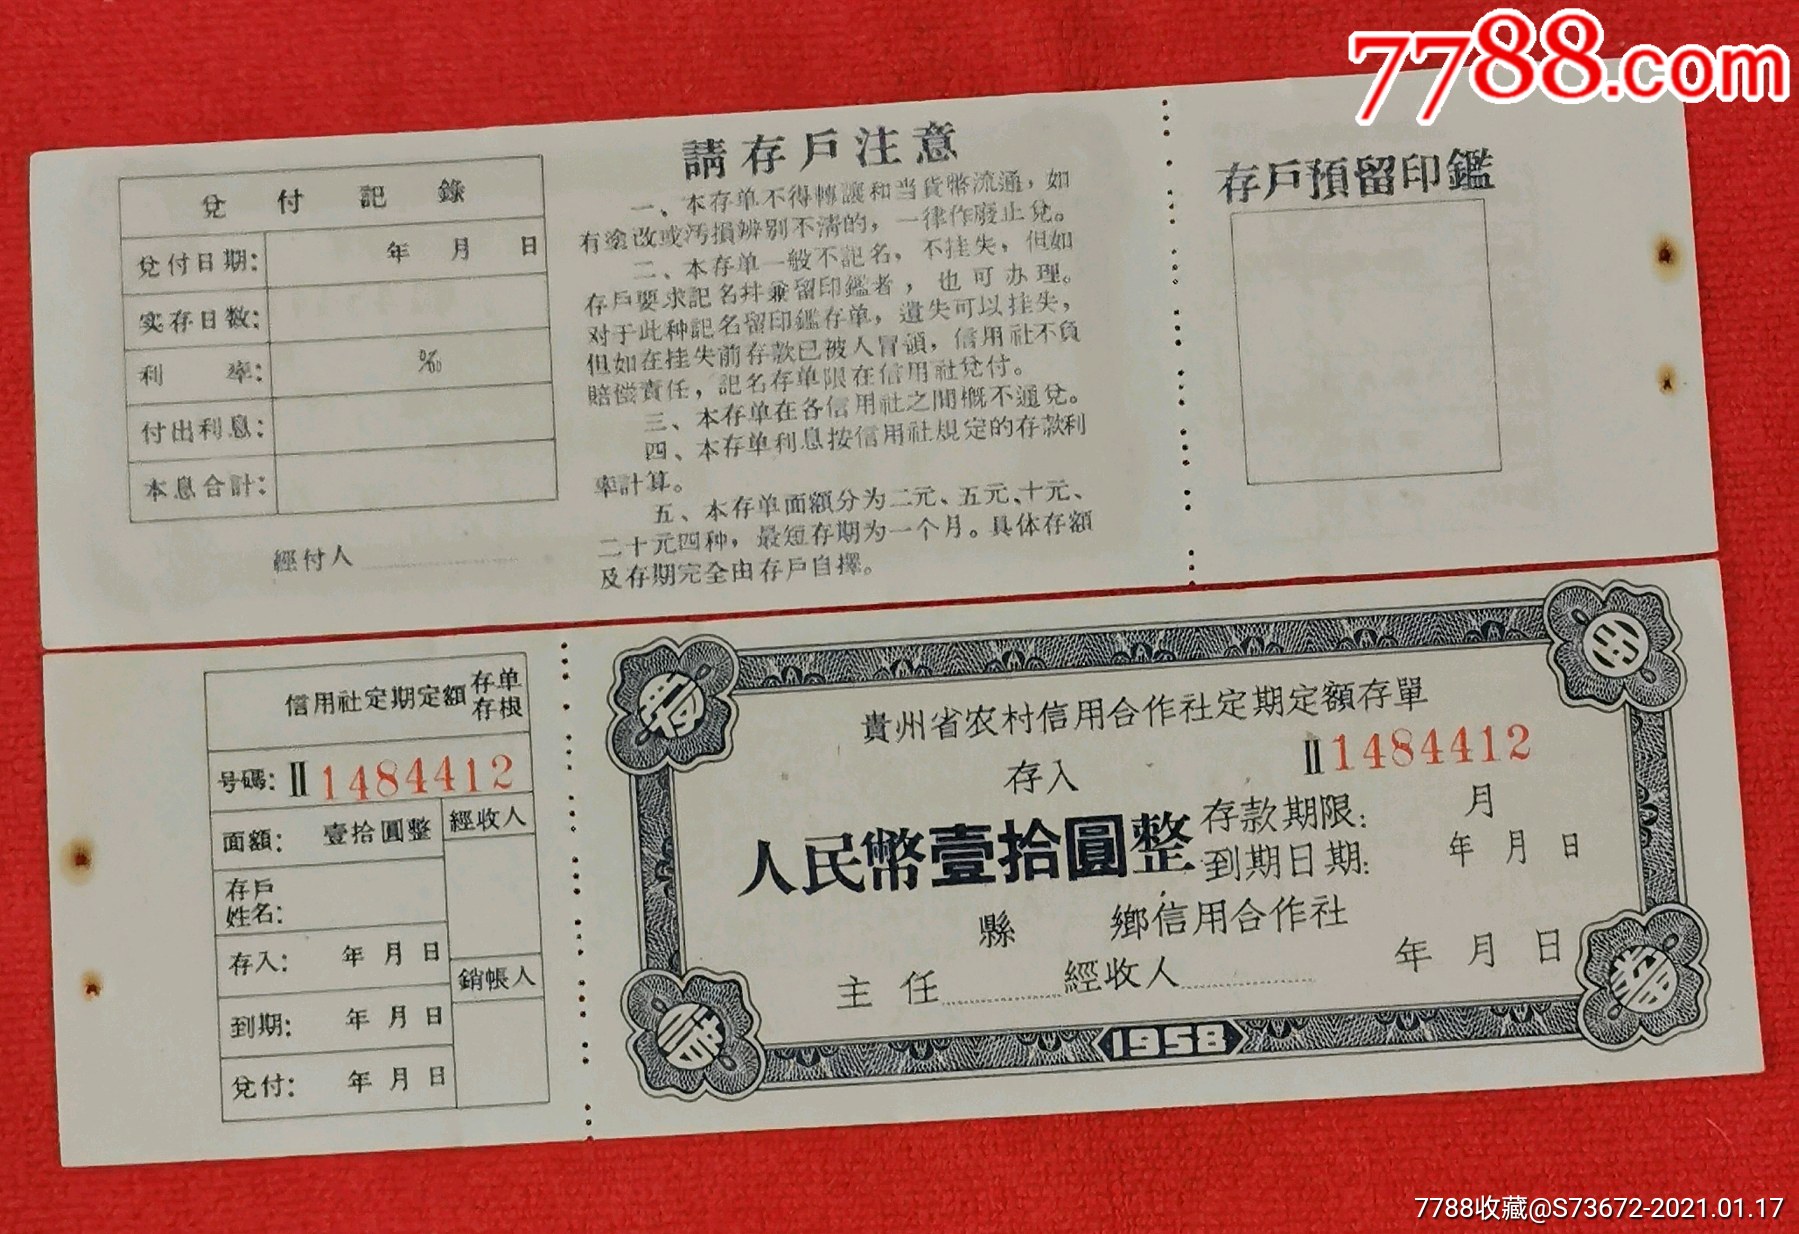 7788.com
兌付記錄
兌付日期：　年　月　日
实存日数：
利　率：　‰
付出利息：
本息合計：
經付人
請存戶注意
一、本存单不得轉讓和当貨幣流通，如
有塗改或污損辨别不清的，一律作廢止兌。
二、本存单一般不記名，不挂失，但如
存戶要求記名并兼留印鑑者，也可办理。
对于此种記名留印鑑存单，遺失可以挂失，
但如在挂失前存款已被人冒領，信用社不負
賠偿責任，記名存单限在信用社兌付。
三、本存单在各信用社之間概不通兌。
四、本存单利息按信用社規定的存款利
率計算。
五、本存单面額分为二元、五元、十元、
二十元四种，最短存期为一个月。具体存額
及存期完全由存戶自擇。
存戶預留印鑑
信用社定期定額存单存根
号碼：Ⅱ1484412
面額：　壹拾圓整
經收人
存戶
姓名：
存入：　年　月　日
銷帳人
到期：　年　月　日
兌付：　年　月　日
貴州省农村信用合作社定期定額存單
Ⅱ1484412
存入
人民幣壹拾圓整
存款期限：　月
到期日期：　年　月　日
縣　鄉信用合作社
年　月　日
主任　經收人
1958
7788收藏@S73672-2021.01.17